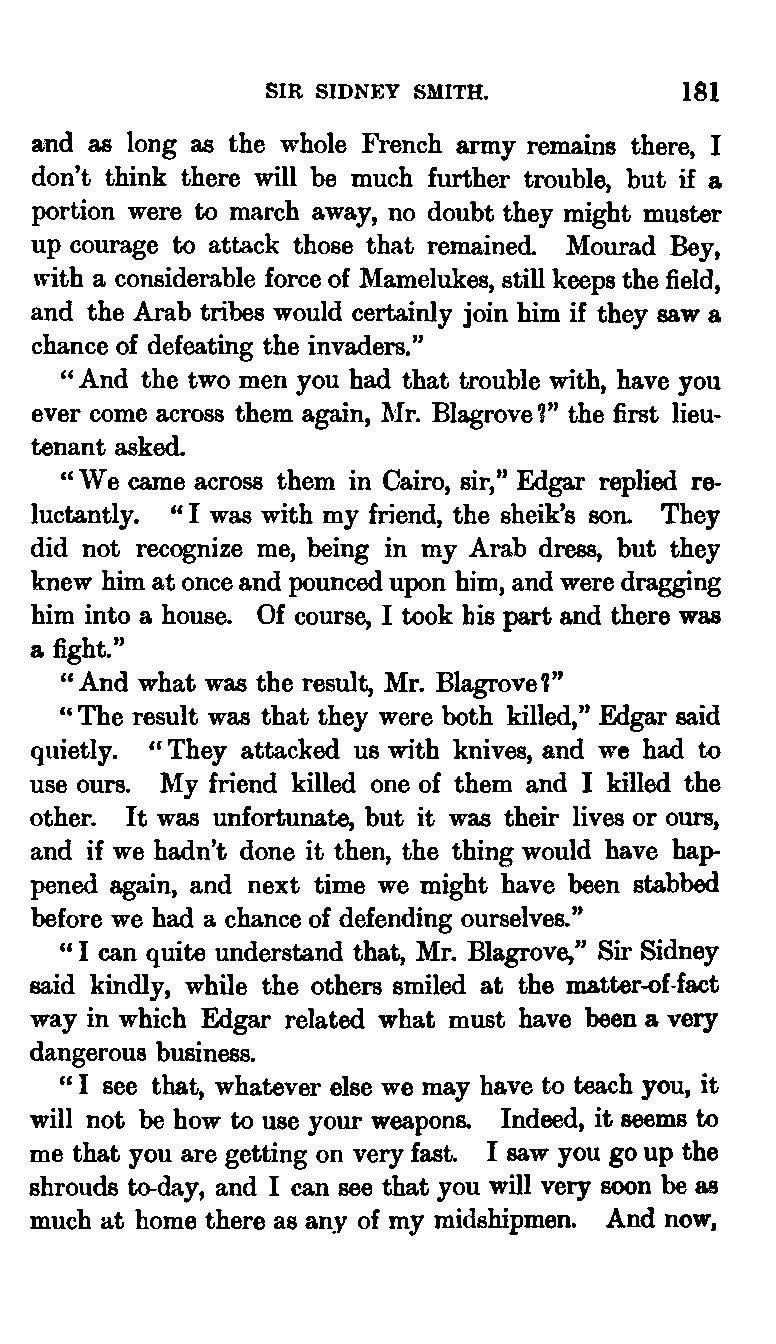 SIR SIDNEY SMITH. 181
and as long as the whole French army remains there, I
don't think there will be much further trouble, but if a
portion were to march away, no doubt they might muster
up courage to attack those that remained. Mourad Bey,
with a considerable force of Mamelukes, still keeps the field,
and the Arab tribes would certainly join him if they saw a
chance of defeating the invaders."
"And the two men you had that trouble with, have you
ever come across them again, Mr. Blagrove?" the first lieu-
tenant asked.
"We came across them in Cairo, sir," Edgar replied re-
luctantly. "I was with my friend, the sheik's son. They
did not recognize me, being in my Arab dress, but they
knew him at once and pounced upon him, and were dragging
him into a house. Of course, I took his part and there was
a fight."
"And what was the result, Mr. Blagrove?"
"The result was that they were both killed," Edgar said
quietly. "They attacked us with knives, and we had to
use ours. My friend killed one of them and I killed the
other. It was unfortunate, but it was their lives or ours,
and if we hadn't done it then, the thing would have hap-
pened again, and next time we might have been stabbed
before we had a chance of defending ourselves."
"I can quite understand that, Mr. Blagrove," Sir Sidney
said kindly, while the others smiled at the matter-of-fact
way in which Edgar related what must have been a very
dangerous business.
"I see that, whatever else we may have to teach you, it
will not be how to use your weapons. Indeed, it seems to
me that you are getting on very fast. I saw you go up the
shrouds to-day, and I can see that you will very soon be as
much at home there as any of my midshipmen. And now,